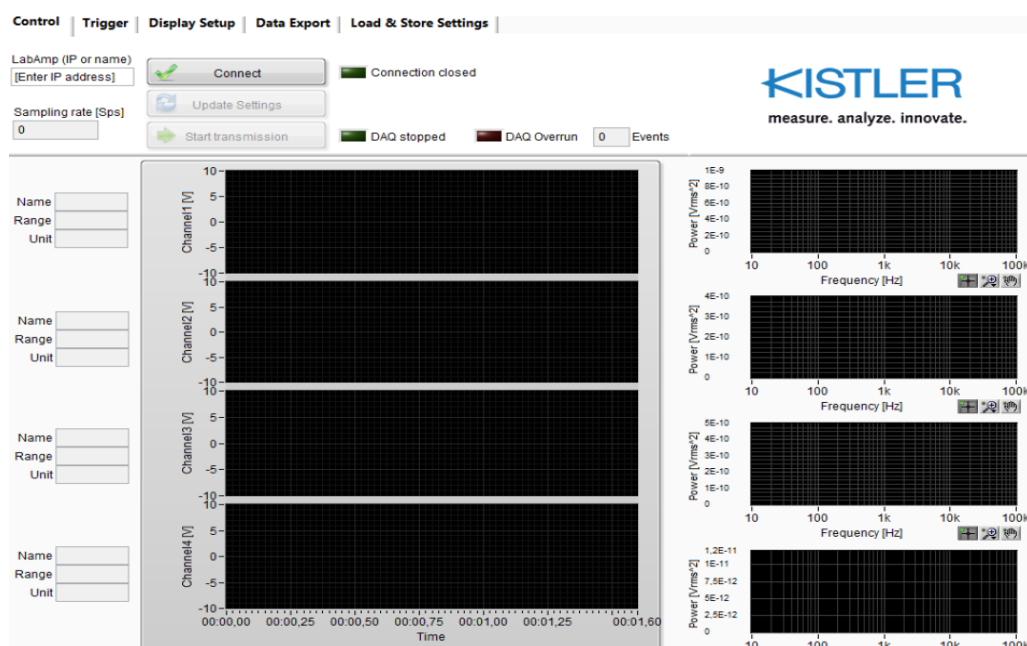 Control | Trigger | Display Setup | Data Export | Load & Store Settings |
LabAmp (IP or name)
[Enter IP address]
Connect
Connection closed
Update Settings
Sampling rate [Sps]
0
Start transmission
DAQ stopped
DAQ Overrun
0
Events
KISTLER
measure. analyze. innovate.
Name
Range
Unit
Channel1 [V]
10
5
0
-5
-10
Power [Vrms^2]
1E-9
8E-10
6E-10
4E-10
2E-10
0
10 100 1k 10k 100k
Frequency [Hz]
Name
Range
Unit
Channel2 [V]
10
5
0
-5
-10
Power [Vrms^2]
4E-10
3E-10
2E-10
1E-10
0
10 100 1k 10k 100k
Frequency [Hz]
Name
Range
Unit
Channel3 [V]
10
5
0
-5
-10
Power [Vrms^2]
5E-10
4E-10
3E-10
2E-10
1E-10
0
10 100 1k 10k 100k
Frequency [Hz]
Name
Range
Unit
Channel4 [V]
10
5
0
-5
-10
00:00,00 00:00,25 00:00,50 00:00,75 00:01,00 00:01,25 00:01,60
Time
Power [Vrms^2]
1,2E-11
1E-11
7,5E-12
5E-12
2,5E-12
0
10 100 1k 10k 100k